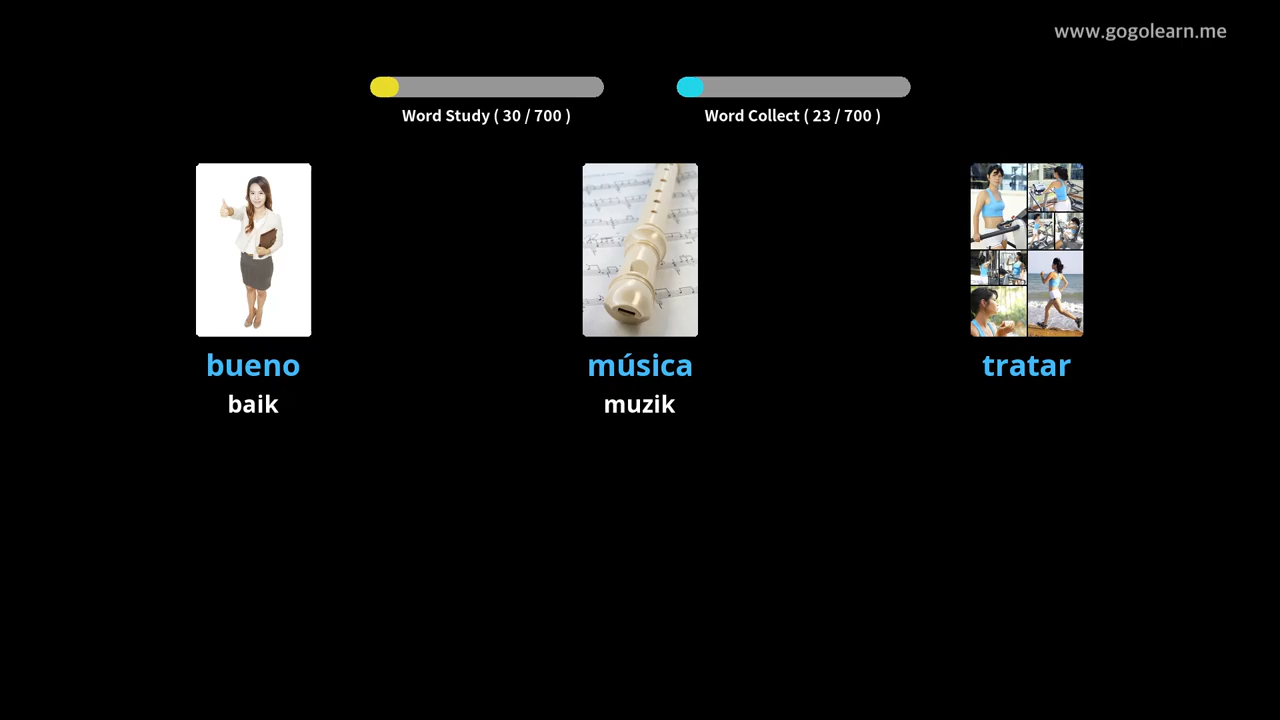 www.gogolearn.me
Word Study ( 30 / 700 )
Word Collect ( 23 / 700 )
bueno
baik
música
muzik
tratar